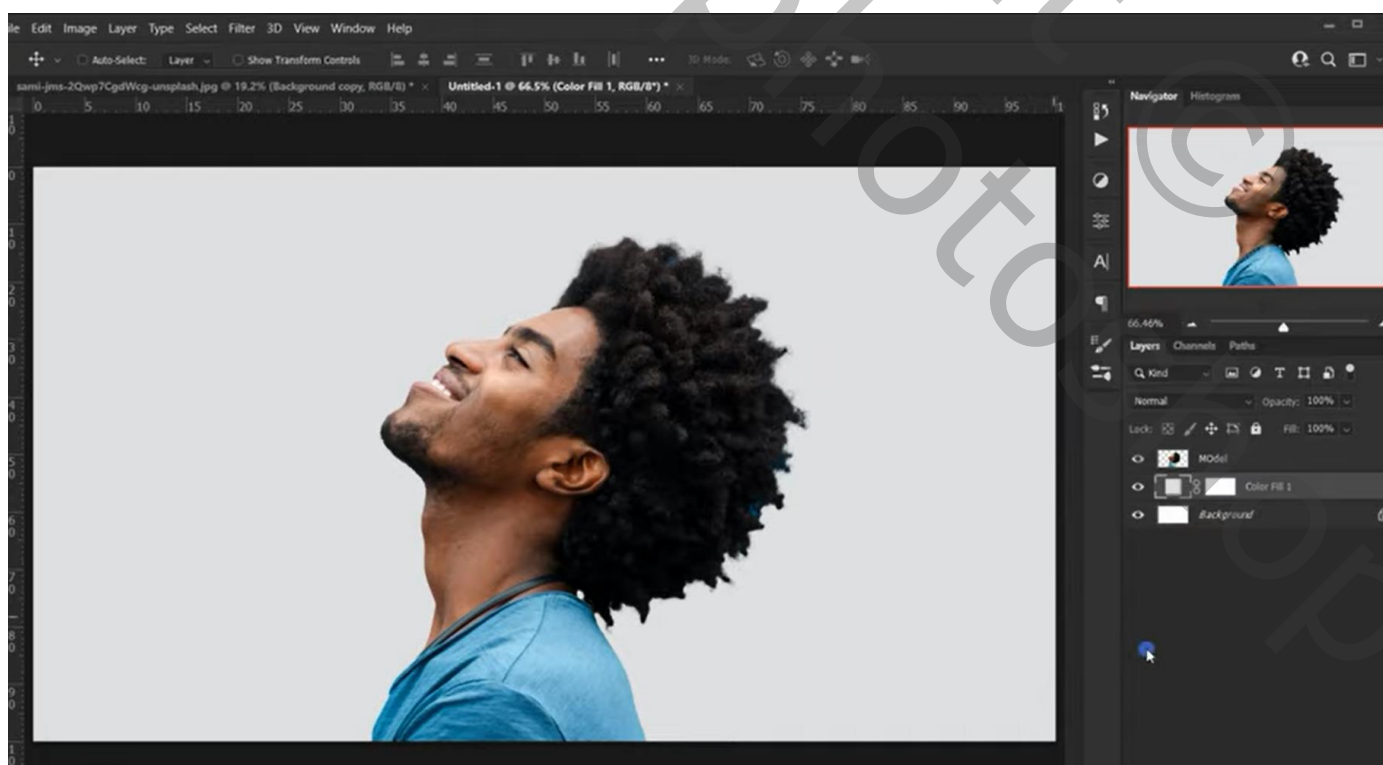 le Edit Image Layer Type Select Filter 3D View Window Help
Auto-Select: Layer Show Transform Controls ••• 3D Mode:
sami-jms-2Qwp7CgdWcg-unsplash.jpg @ 19.2% (Background copy, RGB/8) * × Untitled-1 @ 66.5% (Color Fill 1, RGB/8*) * ×
0 5 10 15 20 25 30 35 40 45 50 55 60 65 70 75 80 85 90 95
Navigator Histogram
66.46%
Layers Channels Paths
Kind
Normal Opacity: 100%
Lock: Fill: 100%
MOdel
Color Fill 1
Background
©
photo